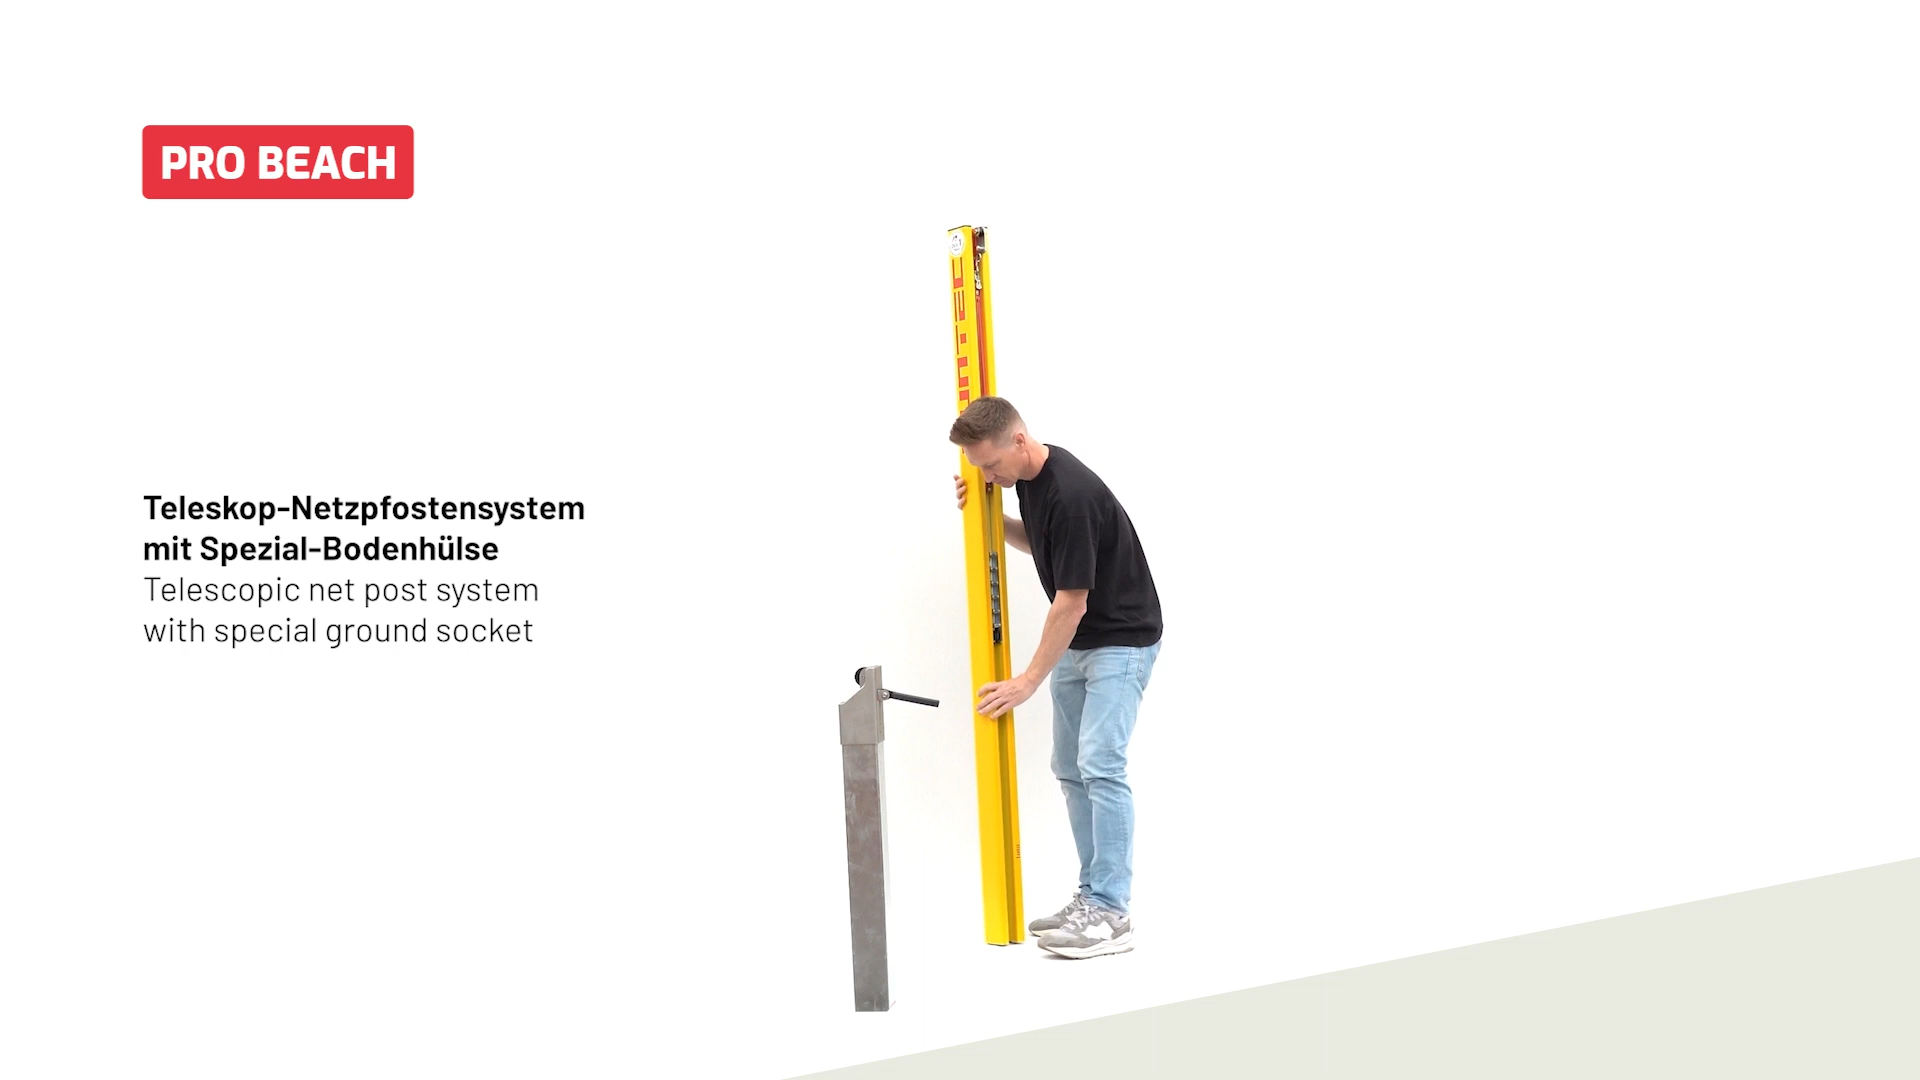 PRO BEACH
Teleskop-Netzpfostensystem
mit Spezial-Bodenhülse
Telescopic net post system
with special ground socket